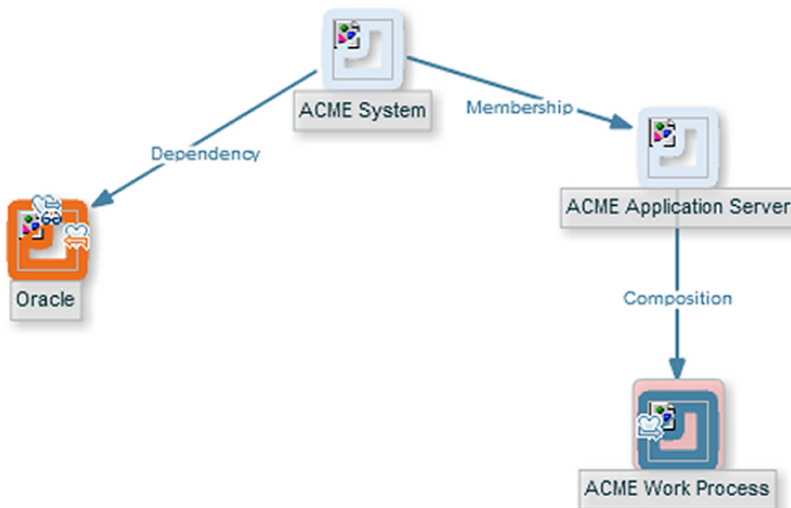 ACME System
Membership
Dependency
ACME Application Server
Oracle
Composition
ACME Work Process